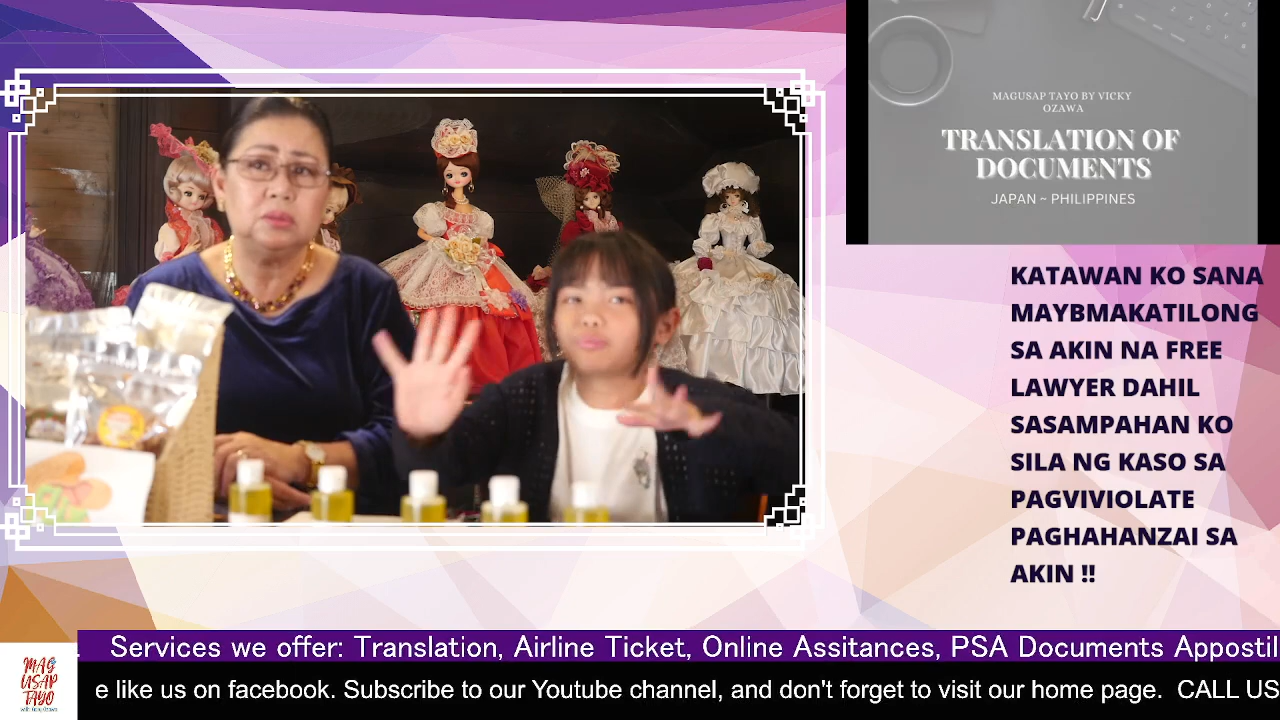 MAGUSAP TAYO BY VICKY
OZAWA
TRANSLATION OF
DOCUMENTS
JAPAN ~ PHILIPPINES
KATAWAN KO SANA
MAYBMAKATILONG
SA AKIN NA FREE
LAWYER DAHIL
SASAMPAHAN KO
SILA NG KASO SA
PAGVIVIOLATE
PAGHAHANZAI SA
AKIN !!
Services we offer: Translation, Airline Ticket, Online Assitances, PSA Documents Appostil
MAG
USAP
TAYO
e like us on facebook. Subscribe to our Youtube channel, and don't forget to visit our home page. CALL US